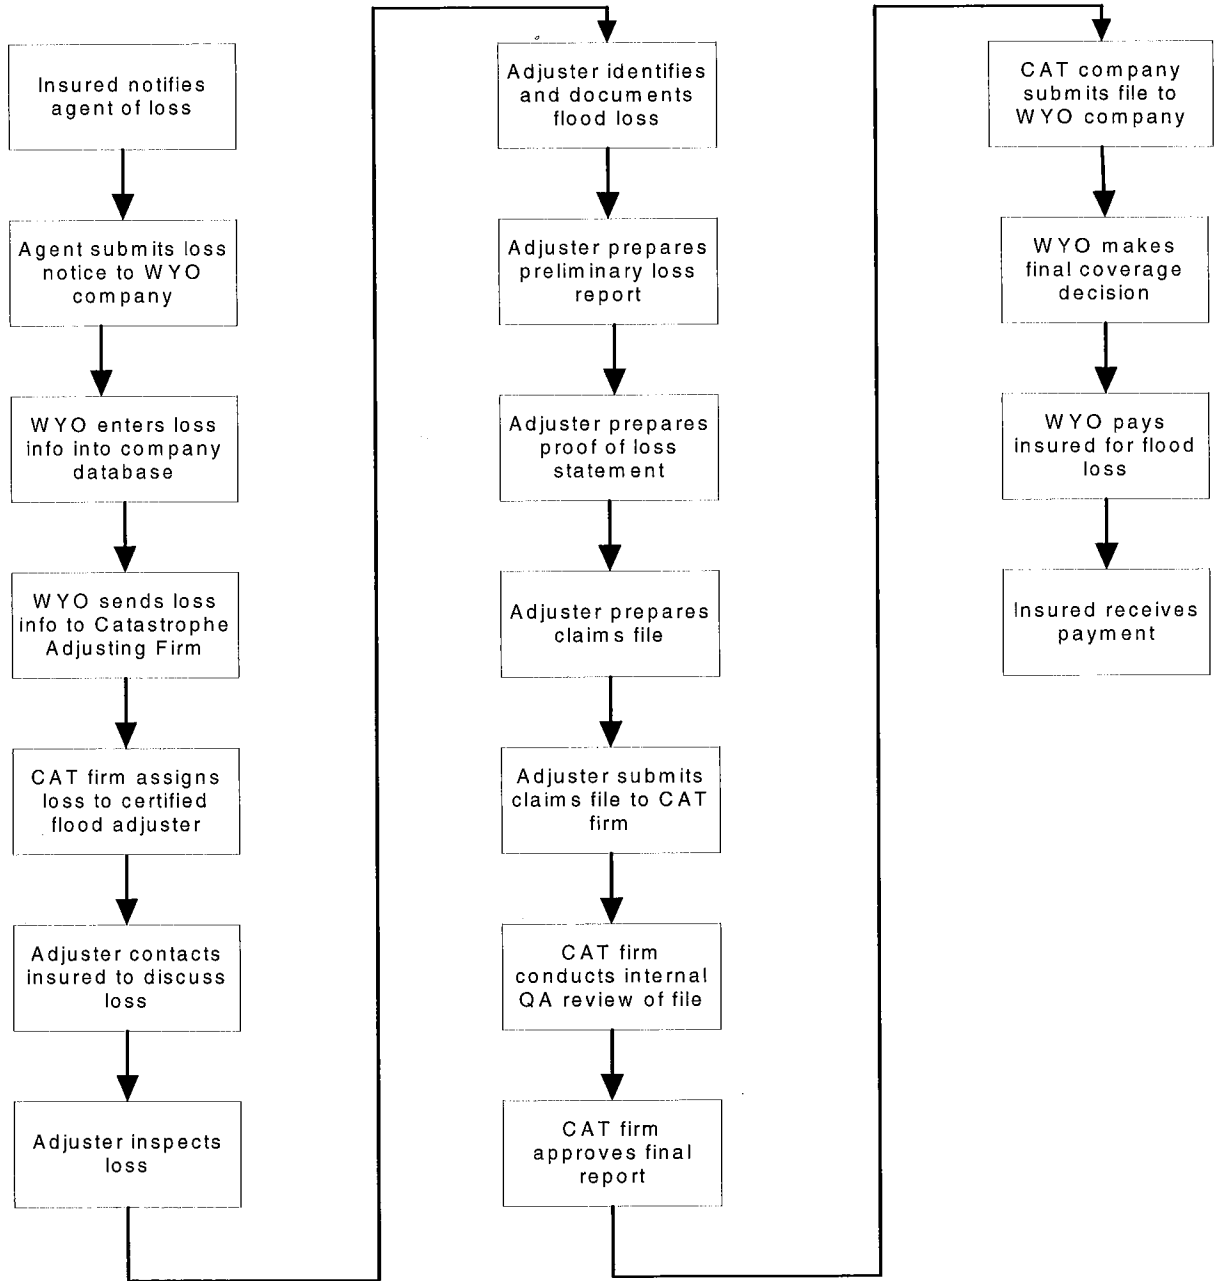 Insured notifies
agent of loss
Agent submits loss
notice to WYO
company
WYO enters loss
info into company
database
WYO sends loss
info to Catastrophe
Adjusting Firm
CAT firm assigns
loss to certified
flood adjuster
Adjuster contacts
insured to discuss
loss
Adjuster inspects
loss
Adjuster identifies
and documents
flood loss
Adjuster prepares
preliminary loss
report
Adjuster prepares
proof of loss
statement
Adjuster prepares
claims file
Adjuster submits
claims file to CAT
firm
CAT firm
conducts internal
QA review of file
CAT firm
approves final
report
CAT company
submits file to
WYO company
WYO makes
final coverage
decision
WYO pays
insured for flood
loss
Insured receives
payment